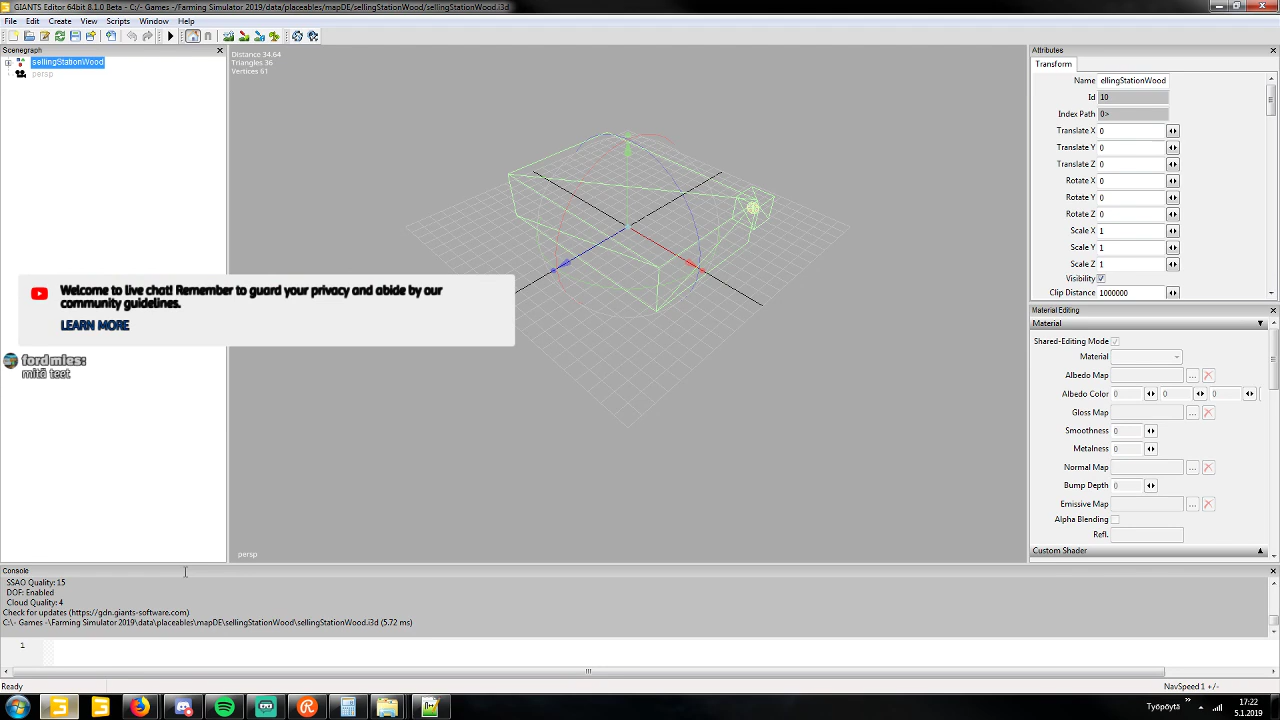 GIANTS Editor 64bit 8.1.0 Beta - C:/- Games -/Farming Simulator 2019/data/placeables/mapDE/sellingStationWood/sellingStationWood.i3d
File Edit Create View Scripts Window Help
Scenegraph
sellingStationWood
persp
Distance 34.64
Triangles 36
Vertices 61
persp
Welcome to live chat! Remember to guard your privacy and abide by our
community guidelines.
LEARN MORE
ford mies:
mitä teet
Attributes
Transform
Name ellingStationWood
Id 10
Index Path 0>
Translate X 0
Translate Y 0
Translate Z 0
Rotate X 0
Rotate Y 0
Rotate Z 0
Scale X 1
Scale Y 1
Scale Z 1
Visibility
Clip Distance 1000000
Material Editing
Material
Shared-Editing Mode
Material
Albedo Map ...
Albedo Color 0 0 0
Gloss Map ...
Smoothness 0
Metalness 0
Normal Map ...
Bump Depth 0
Emissive Map ...
Alpha Blending
Refl.
Custom Shader
Console
SSAO Quality: 15
DOF: Enabled
Cloud Quality: 4
Check for updates (https://gdn.giants-software.com)
C:\- Games -\Farming Simulator 2019\data\placeables\mapDE\sellingStationWood\sellingStationWood.i3d (5.72 ms)
1
Ready
NavSpeed 1 +/-
Työpöytä »
17:22
5.1.2019